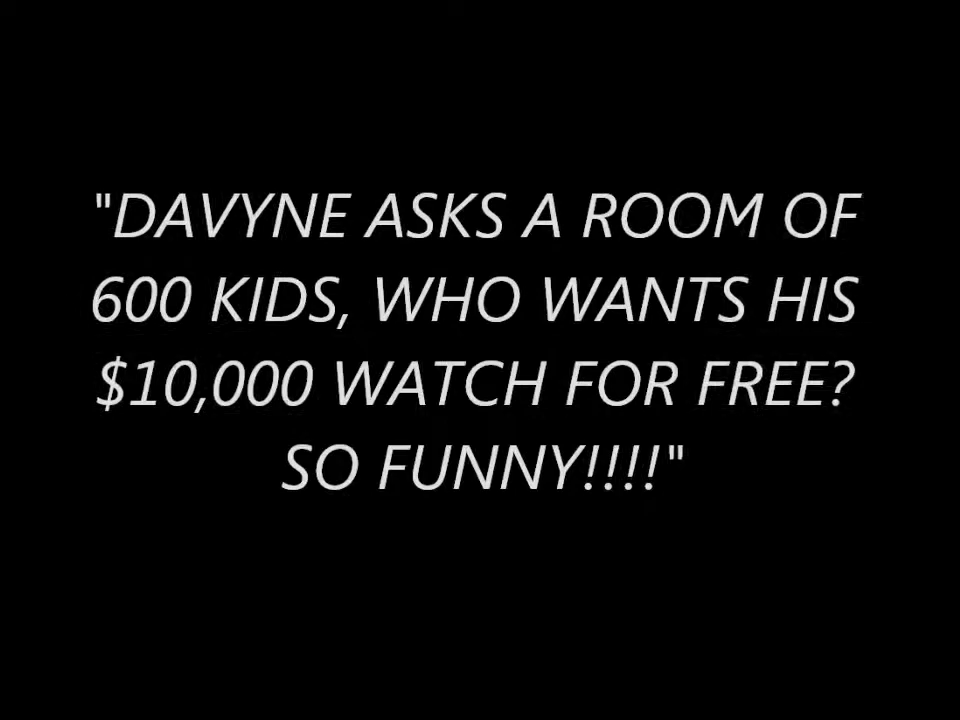 "DAVYNE ASKS A ROOM OF
600 KIDS, WHO WANTS HIS
$10,000 WATCH FOR FREE?
SO FUNNY!!!!"